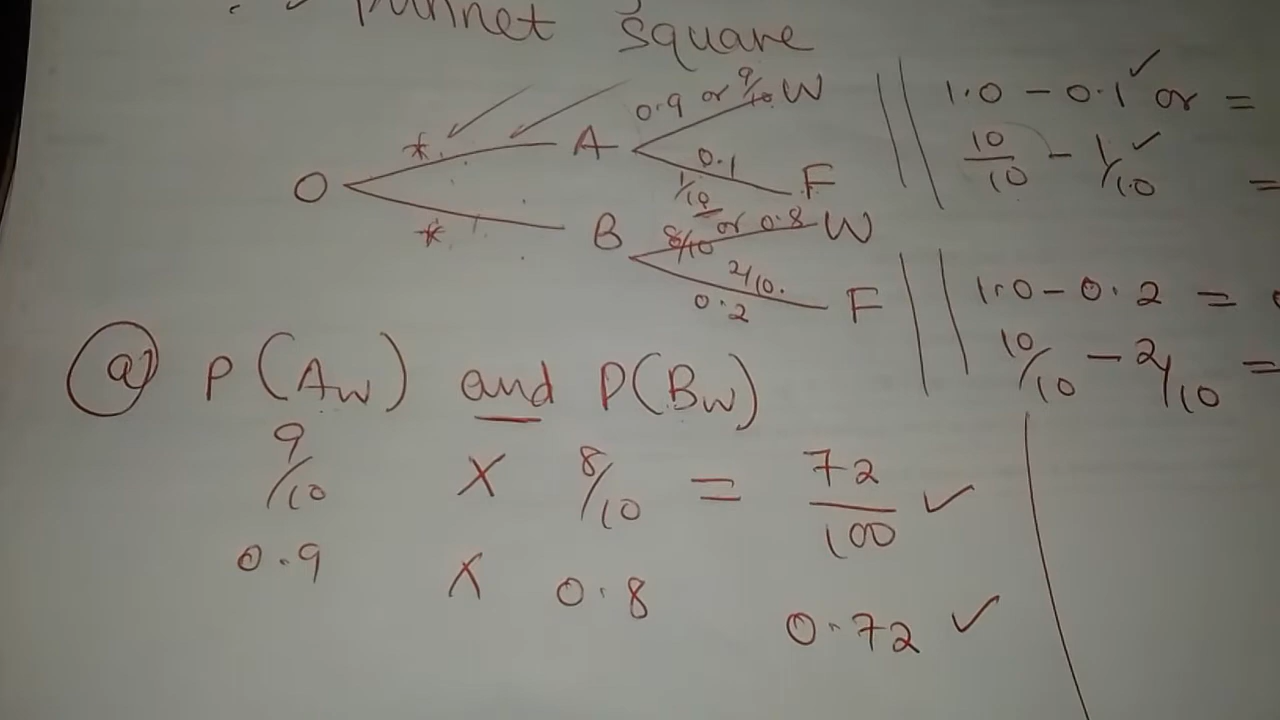 Punnet Square
0.9 or 9/10 W
1.0 - 0.1 ✓ or =
* A 0.1
10/10 - 1/10 ✓ =
O 1/10 F
* B 8/10 or 0.8 W
2/10.
0.2 F
1.0 - 0.2 =
10/10 - 2/10 =
a) P(Aw) and P(Bw)
9/10 X 8/10 = 72/100 ✓
0.9 X 0.8 0.72 ✓